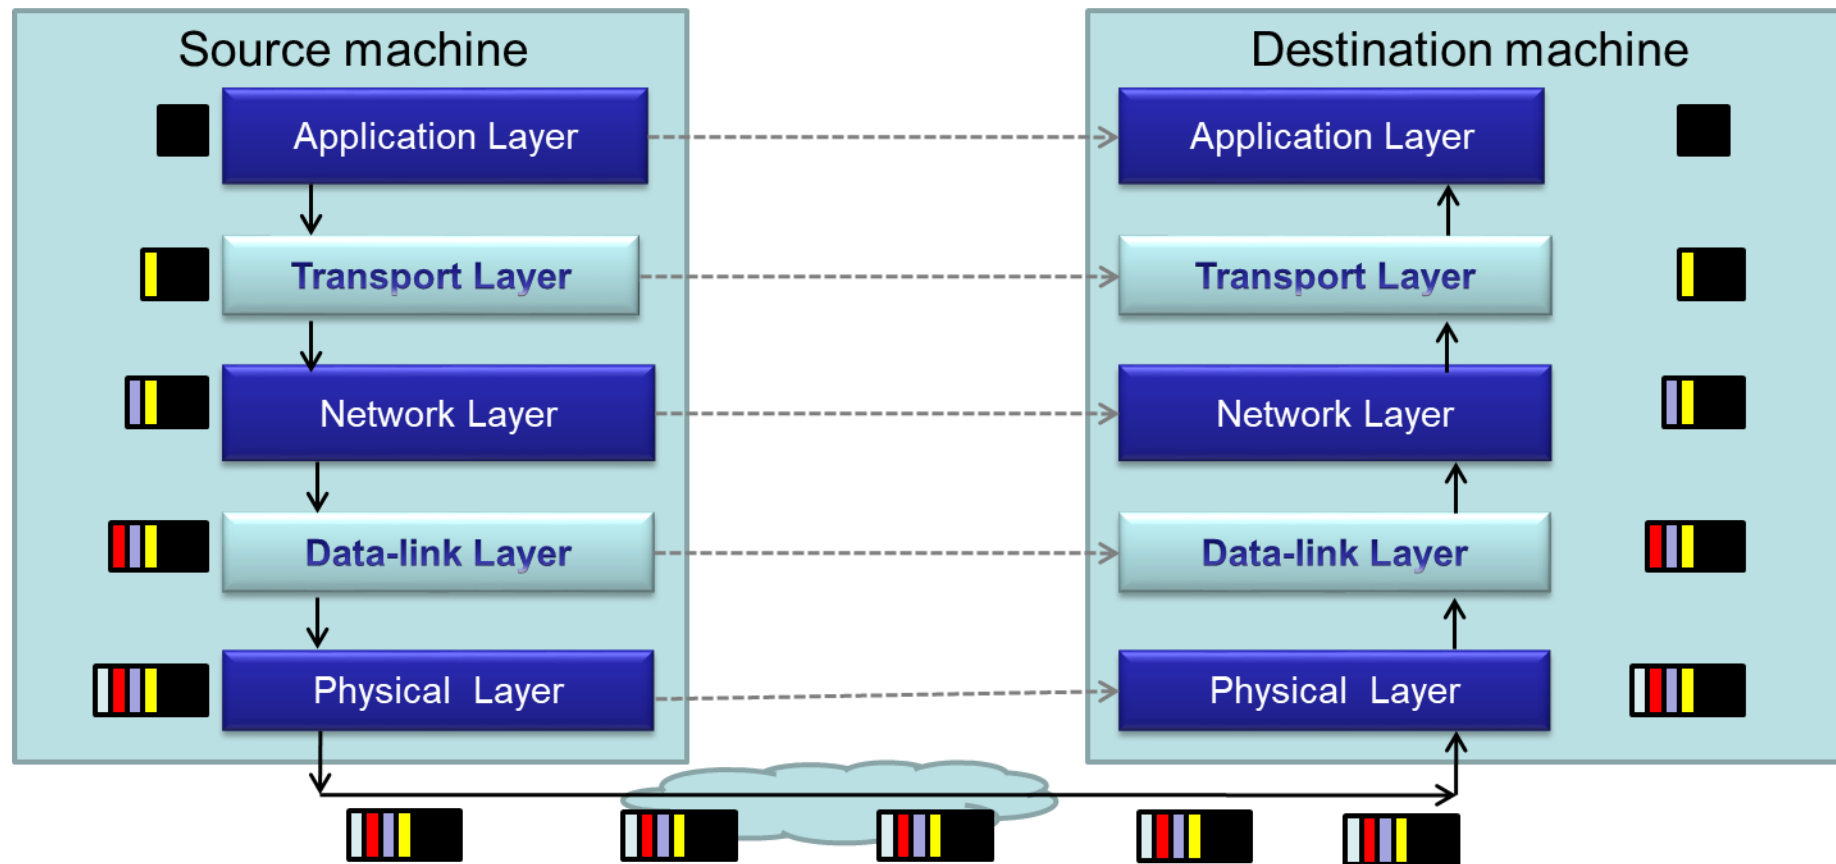 Source machine
Application Layer
Transport Layer
Network Layer
Data-link Layer
Physical Layer
Destination machine
Application Layer
Transport Layer
Network Layer
Data-link Layer
Physical Layer